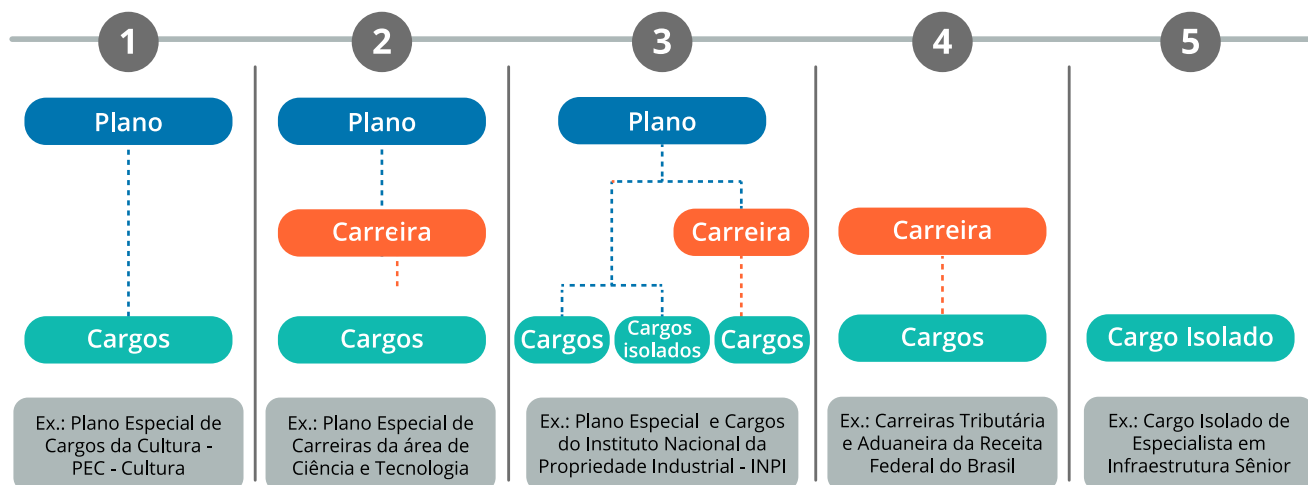 1
2
3
4
5
Plano
Cargos
Ex.: Plano Especial de
Cargos da Cultura -
PEC - Cultura
Plano
Carreira
Cargos
Ex.: Plano Especial de
Carreiras da área de
Ciência e Tecnologia
Plano
Carreira
Cargos
Cargos
isolados
Cargos
Ex.: Plano Especial e Cargos
do Instituto Nacional da
Propriedade Industrial - INPI
Carreira
Cargos
Ex.: Carreiras Tributária
e Aduaneira da Receita
Federal do Brasil
Cargo Isolado
Ex.: Cargo Isolado de
Especialista em
Infraestrutura Sênior